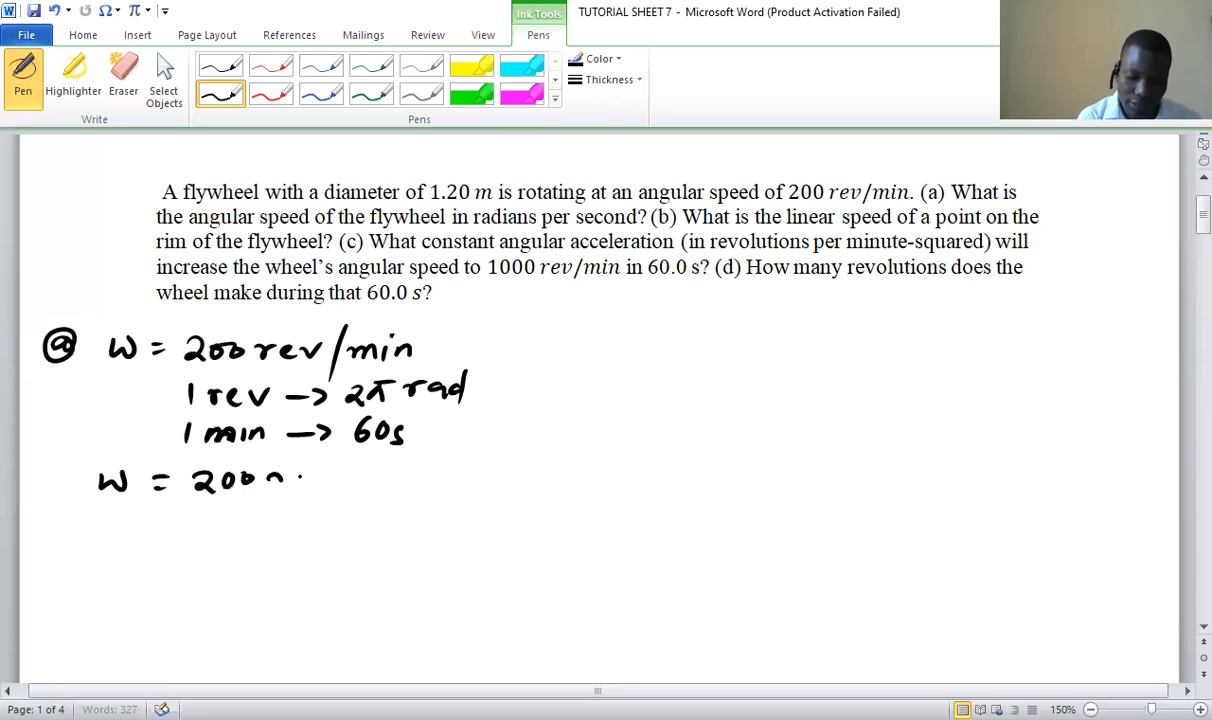 Ink Tools
TUTORIAL SHEET 7 - Microsoft Word (Product Activation Failed)
File Home Insert Page Layout References Mailings Review View Pens
Pen Highlighter Eraser Select Objects
Color
Thickness
Write Pens
A flywheel with a diameter of 1.20 m is rotating at an angular speed of 200 rev/min. (a) What is
the angular speed of the flywheel in radians per second? (b) What is the linear speed of a point on the
rim of the flywheel? (c) What constant angular acceleration (in revolutions per minute-squared) will
increase the wheel's angular speed to 1000 rev/min in 60.0 s? (d) How many revolutions does the
wheel make during that 60.0 s?
ⓐ W = 200 rev/min
1 rev -> 2π rad
1 min -> 60s
W = 200
Page: 1 of 4 Words: 327 150%